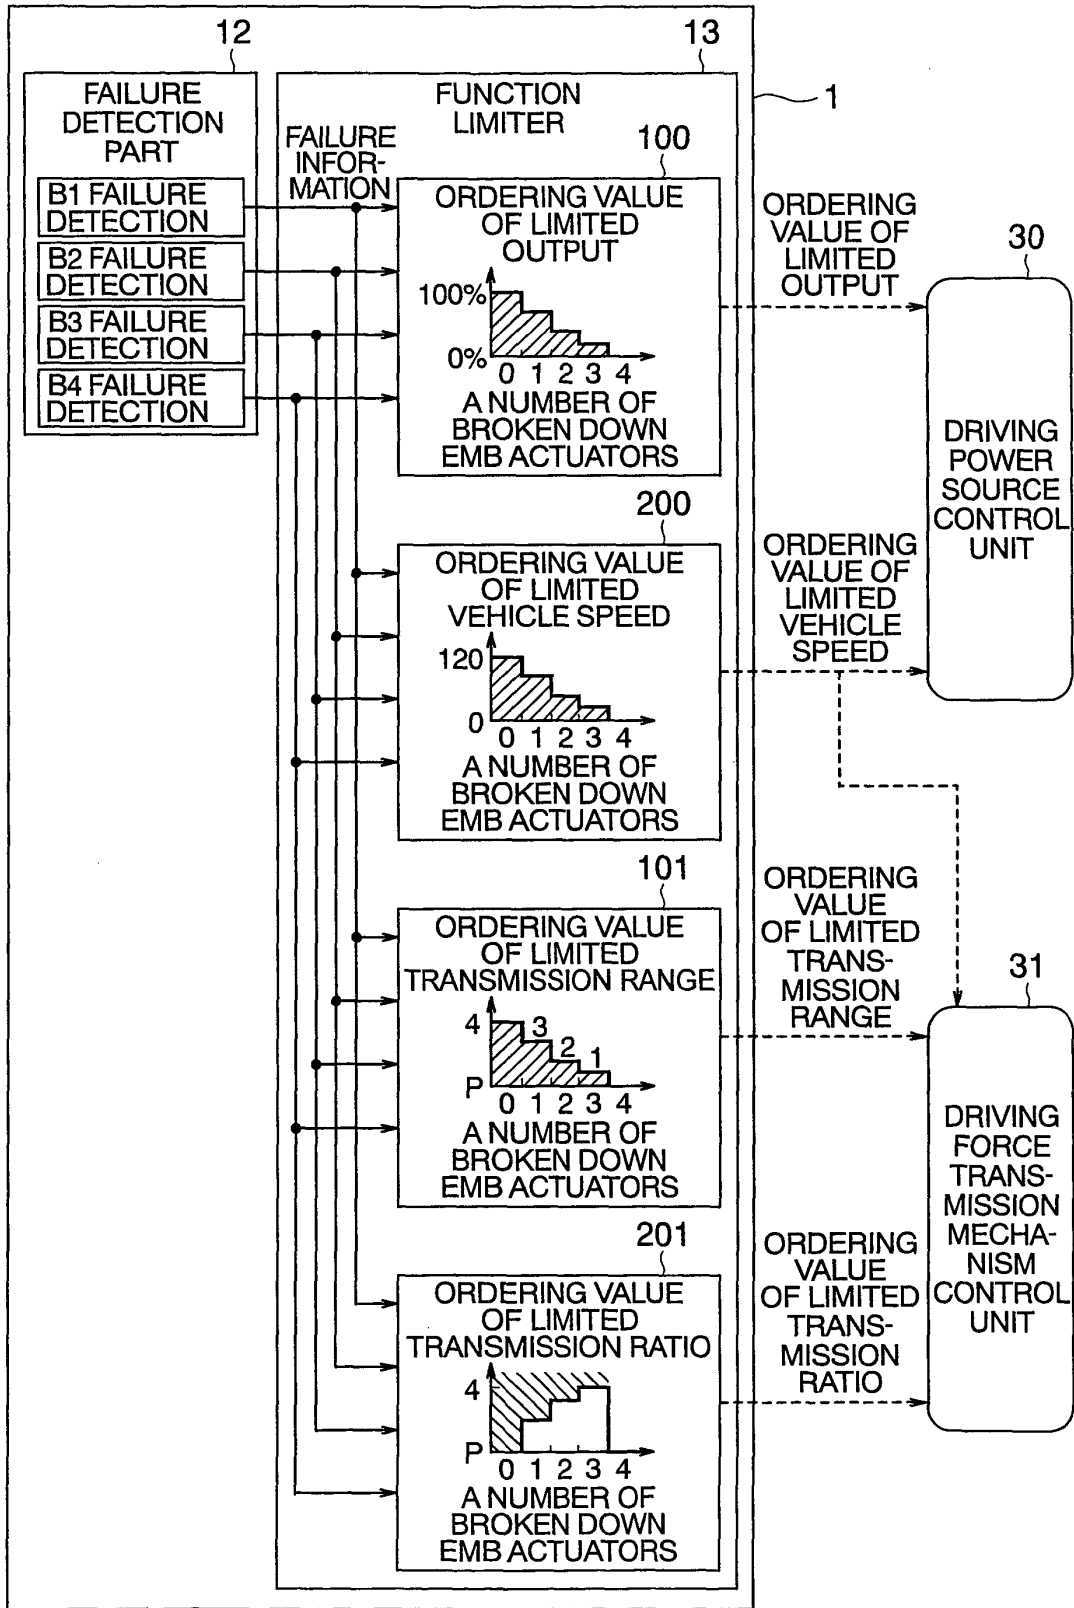 12
13
1
FAILURE
DETECTION
PART
B1 FAILURE
DETECTION
B2 FAILURE
DETECTION
B3 FAILURE
DETECTION
B4 FAILURE
DETECTION
FUNCTION
LIMITER
FAILURE
INFOR-
MATION
100
ORDERING VALUE
OF LIMITED
OUTPUT
100%
0%
0 1 2 3 4
A NUMBER OF
BROKEN DOWN
EMB ACTUATORS
ORDERING
VALUE OF
LIMITED
OUTPUT
30
DRIVING
POWER
SOURCE
CONTROL
UNIT
200
ORDERING VALUE
OF LIMITED
VEHICLE SPEED
120
0
0 1 2 3 4
A NUMBER OF
BROKEN DOWN
EMB ACTUATORS
ORDERING
VALUE OF
LIMITED
VEHICLE
SPEED
101
ORDERING VALUE
OF LIMITED
TRANSMISSION RANGE
4
3
2
1
P
0 1 2 3 4
A NUMBER OF
BROKEN DOWN
EMB ACTUATORS
ORDERING
VALUE
OF LIMITED
TRANS-
MISSION
RANGE
31
DRIVING
FORCE
TRANS-
MISSION
MECHA-
NISM
CONTROL
UNIT
201
ORDERING VALUE
OF LIMITED
TRANSMISSION RATIO
4
P
0 1 2 3 4
A NUMBER OF
BROKEN DOWN
EMB ACTUATORS
ORDERING
VALUE
OF LIMITED
TRANS-
MISSION
RATIO